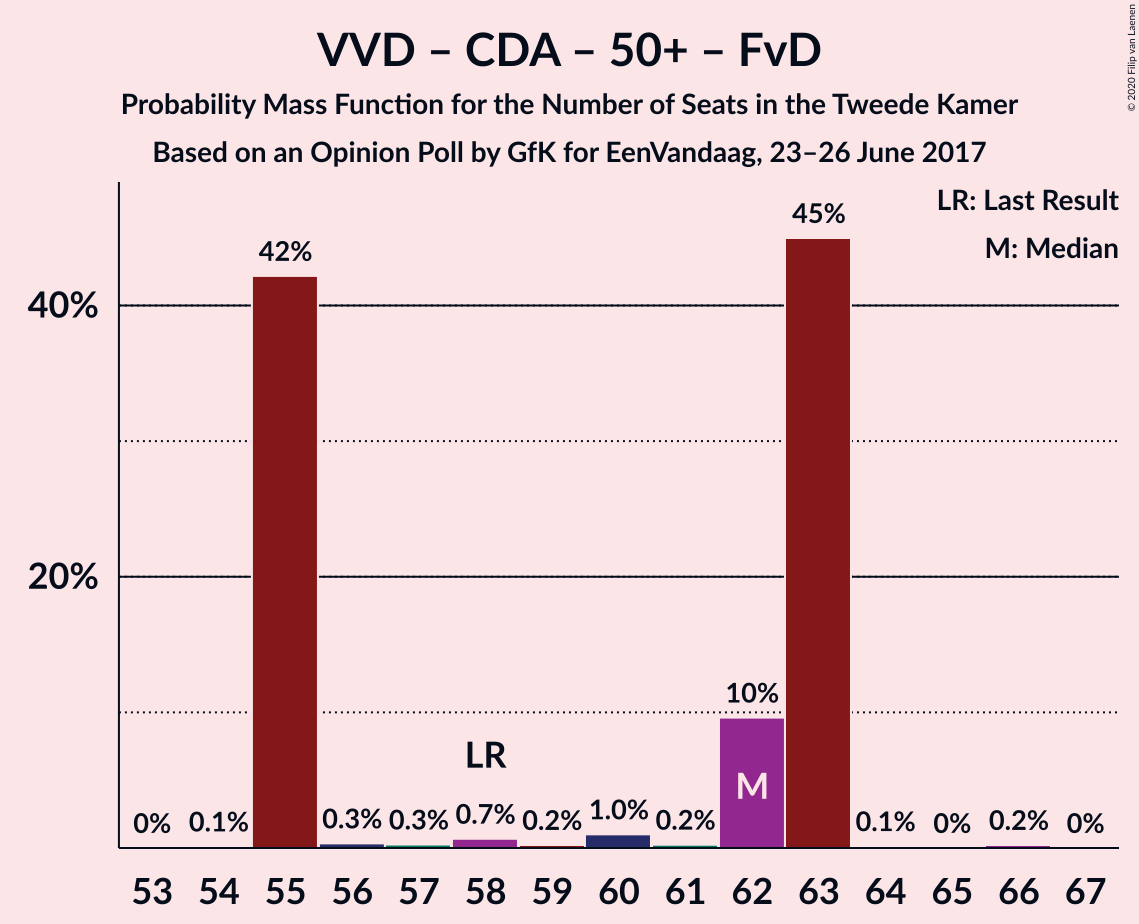 VVD – CDA – 50+ – FvD
Probability Mass Function for the Number of Seats in the Tweede Kamer
Based on an Opinion Poll by GfK for EenVandaag, 23–26 June 2017
© 2020 Filip van Laenen
LR: Last Result
M: Median
40%
20%
0% 0.1% 42% 0.3% 0.3% 0.7% 0.2% 1.0% 0.2% 10% 45% 0.1% 0% 0.2% 0%
LR
M
53 54 55 56 57 58 59 60 61 62 63 64 65 66 67